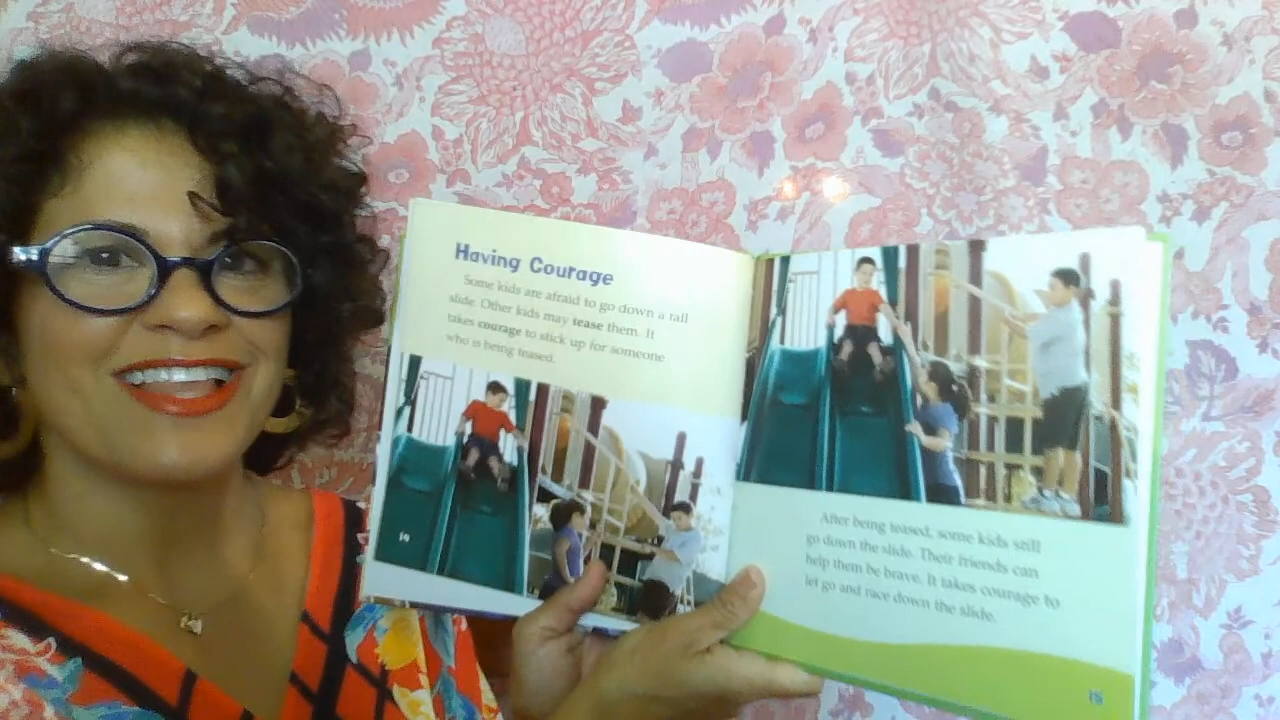 Having Courage
Some kids are afraid to go down a tall
slide. Other kids may tease them. It
takes courage to stick up for someone
who is being teased.
14
After being teased, some kids still
go down the slide. Their friends can
help them be brave. It takes courage to
let go and race down the slide.
15